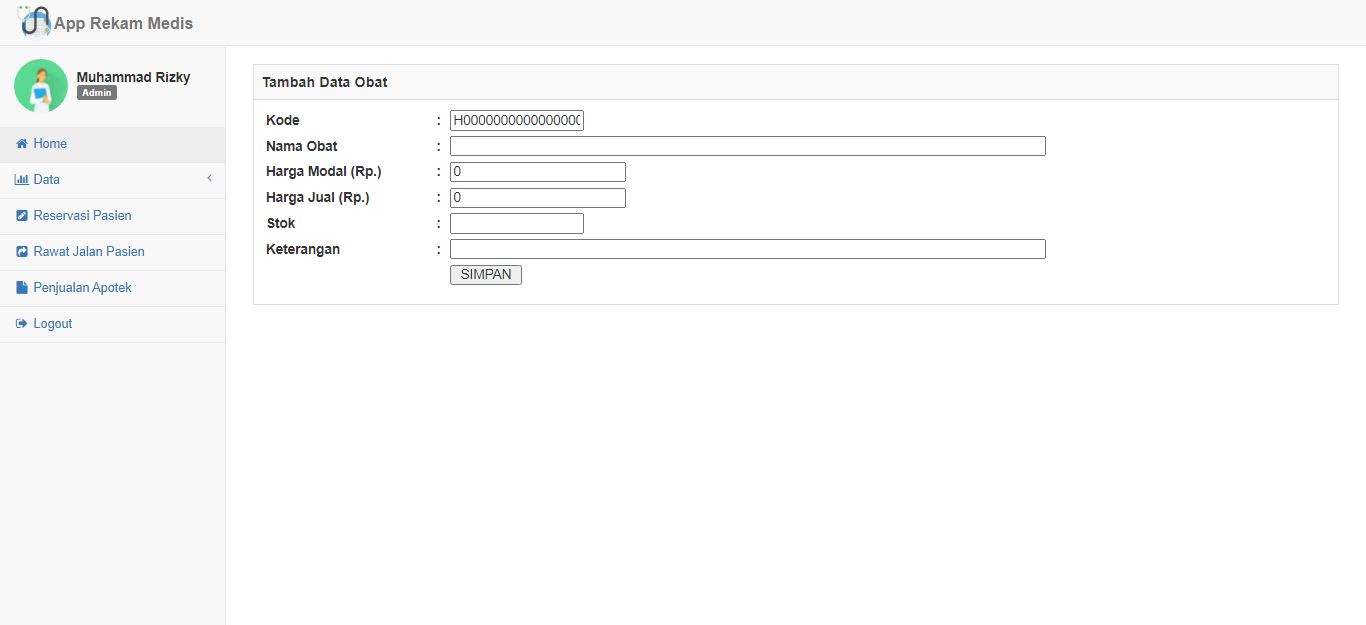 App Rekam Medis
Muhammad Rizky
Admin
Home
Data
Reservasi Pasien
Rawat Jalan Pasien
Penjualan Apotek
Logout
Tambah Data Obat
Kode :
Nama Obat :
Harga Modal (Rp.) : 0
Harga Jual (Rp.) : 0
Stok :
Keterangan :
SIMPAN